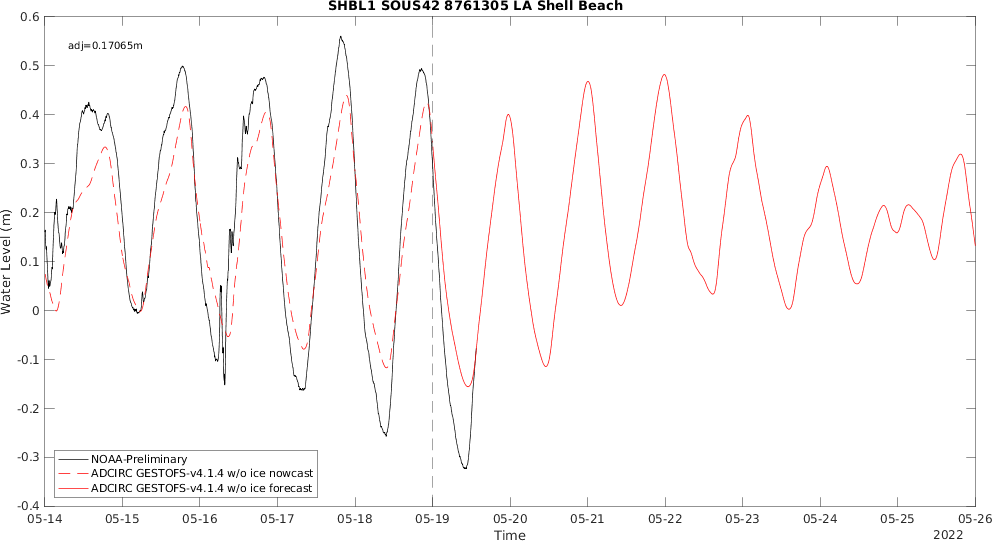 SHBL1 SOUS42 8761305 LA Shell Beach
adj=0.17065m
Water Level (m)
0.6
0.5
0.4
0.3
0.2
0.1
0
-0.1
-0.2
-0.3
-0.4
NOAA-Preliminary
ADCIRC GESTOFS-v4.1.4 w/o ice nowcast
ADCIRC GESTOFS-v4.1.4 w/o ice forecast
05-14 05-15 05-16 05-17 05-18 05-19 05-20 05-21 05-22 05-23 05-24 05-25 05-26
Time
2022